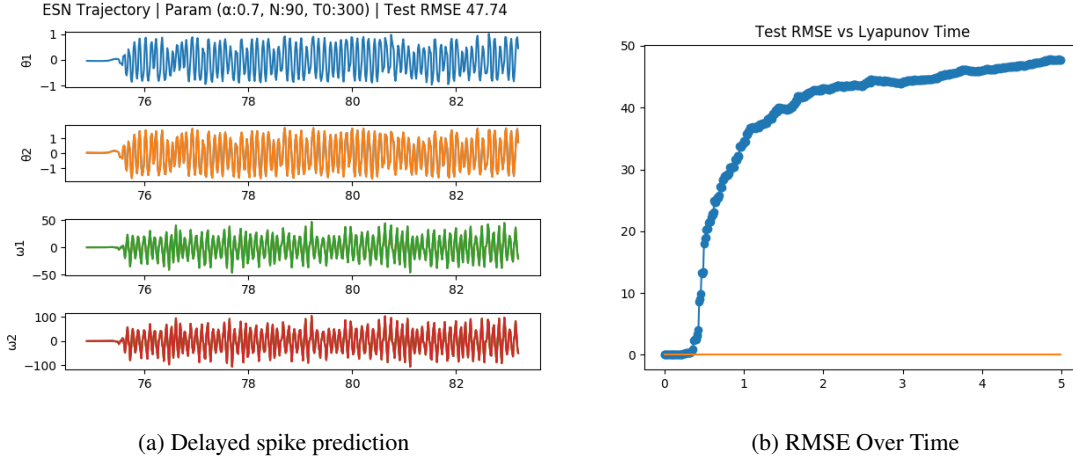 ESN Trajectory | Param (α:0.7, N:90, T0:300) | Test RMSE 47.74
θ1
1
0
−1
76 78 80 82
θ2
1
0
−1
76 78 80 82
ω1
50
0
−50
76 78 80 82
ω2
100
0
−100
76 78 80 82
(a) Delayed spike prediction
Test RMSE vs Lyapunov Time
50
40
30
20
10
0
0 1 2 3 4 5
(b) RMSE Over Time